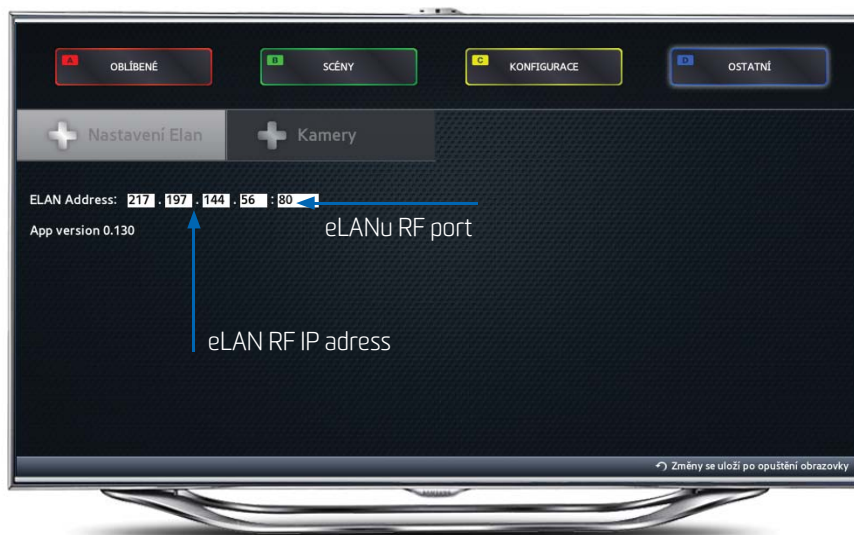 A OBLÍBENÉ
B SCÉNY
C KONFIGURACE
D OSTATNÍ
Nastavení Elan
Kamery
ELAN Address: 217 . 197 . 144 . 56 : 80
eLANu RF port
App version 0.130
eLAN RF IP adress
Změny se uloží po opuštění obrazovky
SAMSUNG